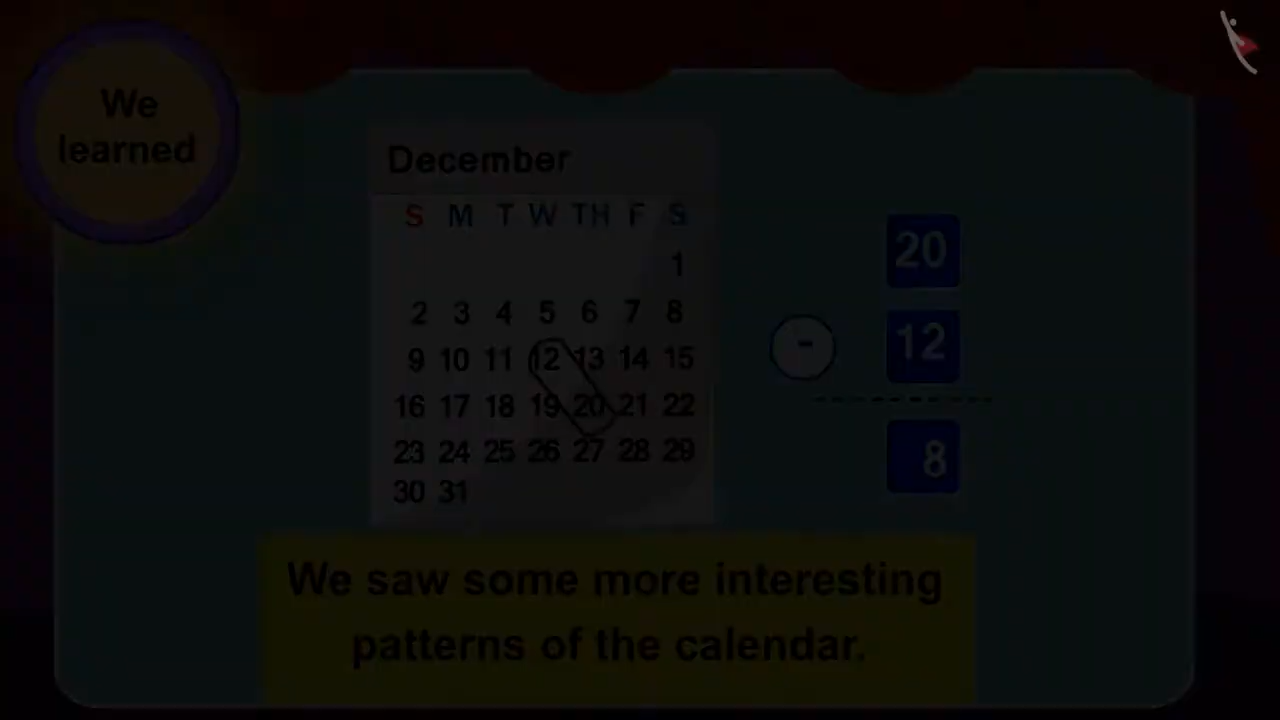 We
learned
December
S M T W TH F S
1
2 3 4 5 6 7 8
9 10 11 12 13 14 15
16 17 18 19 20 21 22
23 24 25 26 27 28 29
30 31
20
- 12
8
We saw some more interesting
patterns of the calendar.